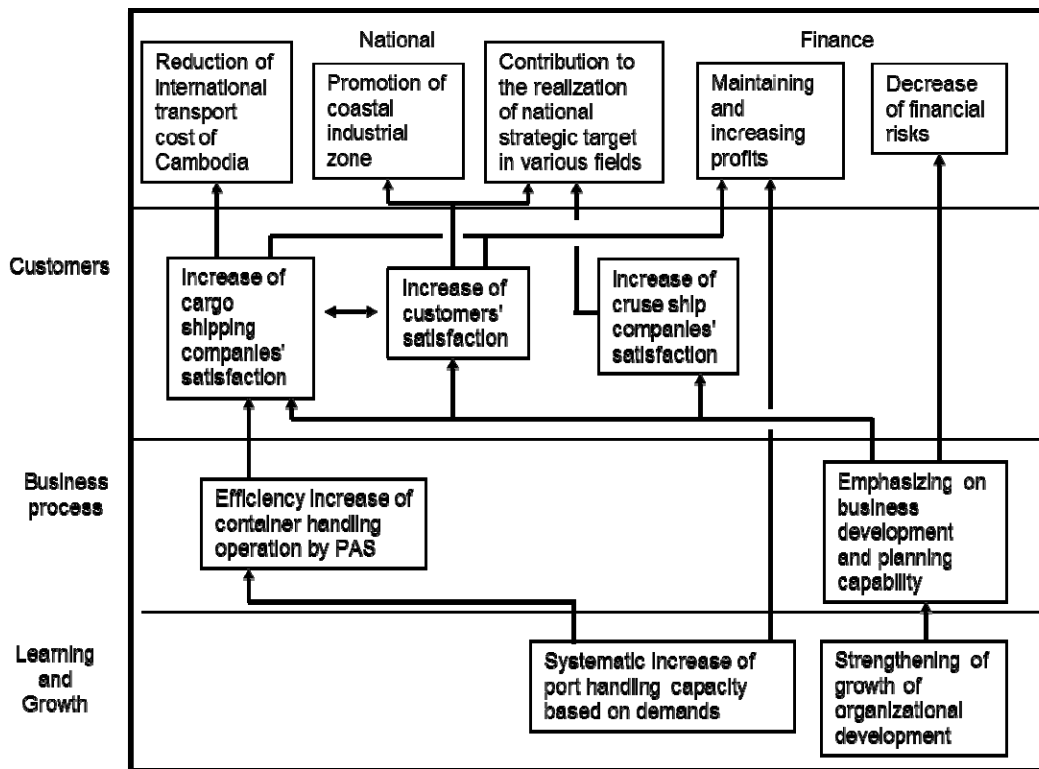 National
Finance
Reduction of
International
transport
cost of
Cambodia
Promotion of
coastal
industrial
zone
Contribution to
the realization
of national
strategic target
in various fields
Maintaining
and
increasing
profits
Decrease
of financial
risks
Customers
Increase of
cargo
shipping
companies'
satisfaction
Increase of
customers'
satisfaction
Increase of
cruse ship
companies'
satisfaction
Business
process
Efficiency increase of
container handling
operation by PAS
Emphasizing on
business
development
and planning
capability
Learning
and
Growth
Systematic increase of
port handling capacity
based on demands
Strengthening of
growth of
organizational
development